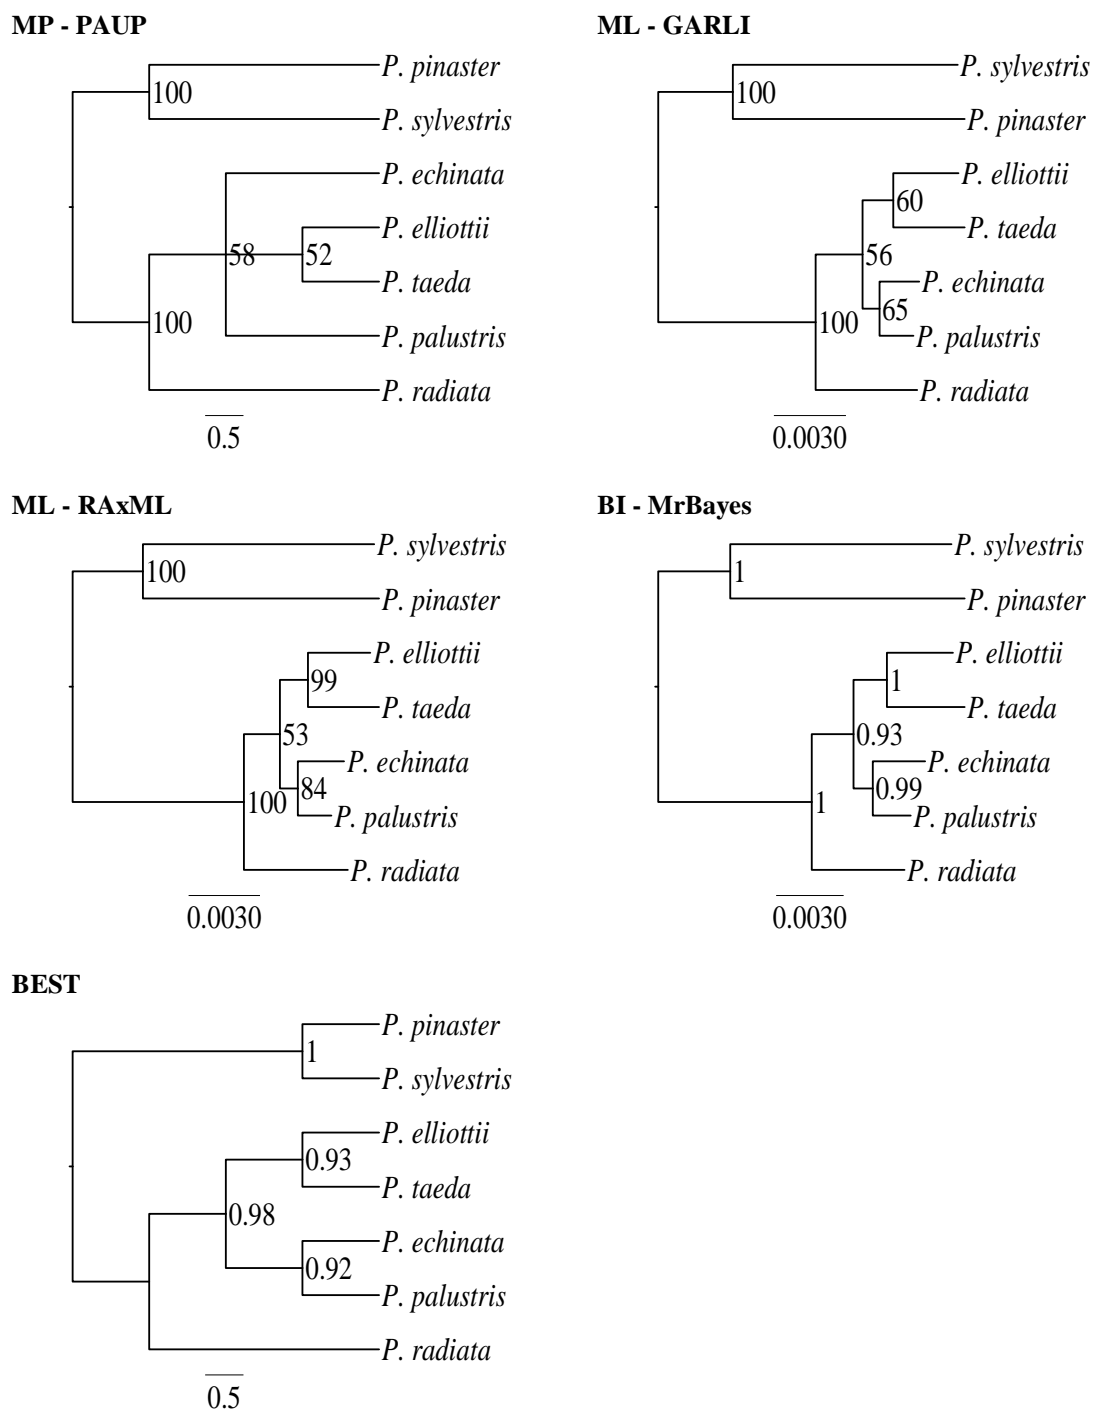 MP - PAUP
P. pinaster
100
P. sylvestris
P. echinata
P. elliottii
58
52
P. taeda
100
P. palustris
P. radiata
0.5
ML - GARLI
P. sylvestris
100
P. pinaster
P. elliottii
60
P. taeda
56
P. echinata
65
100
P. palustris
P. radiata
0.0030
ML - RAxML
P. sylvestris
100
P. pinaster
P. elliottii
99
P. taeda
53
P. echinata
84
100
P. palustris
P. radiata
0.0030
BI - MrBayes
P. sylvestris
1
P. pinaster
P. elliottii
1
P. taeda
0.93
P. echinata
0.99
1
P. palustris
P. radiata
0.0030
BEST
P. pinaster
1
P. sylvestris
P. elliottii
0.93
P. taeda
0.98
P. echinata
0.92
P. palustris
P. radiata
0.5